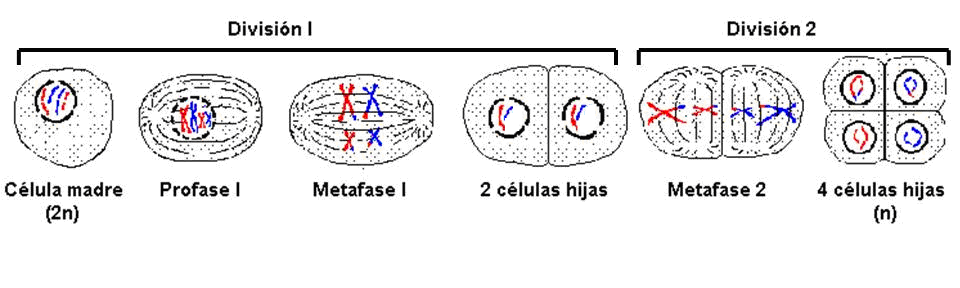 División I
División 2
Célula madre
(2n)
Profase I
Metafase I
2 células hijas
Metafase 2
4 células hijas
(n)